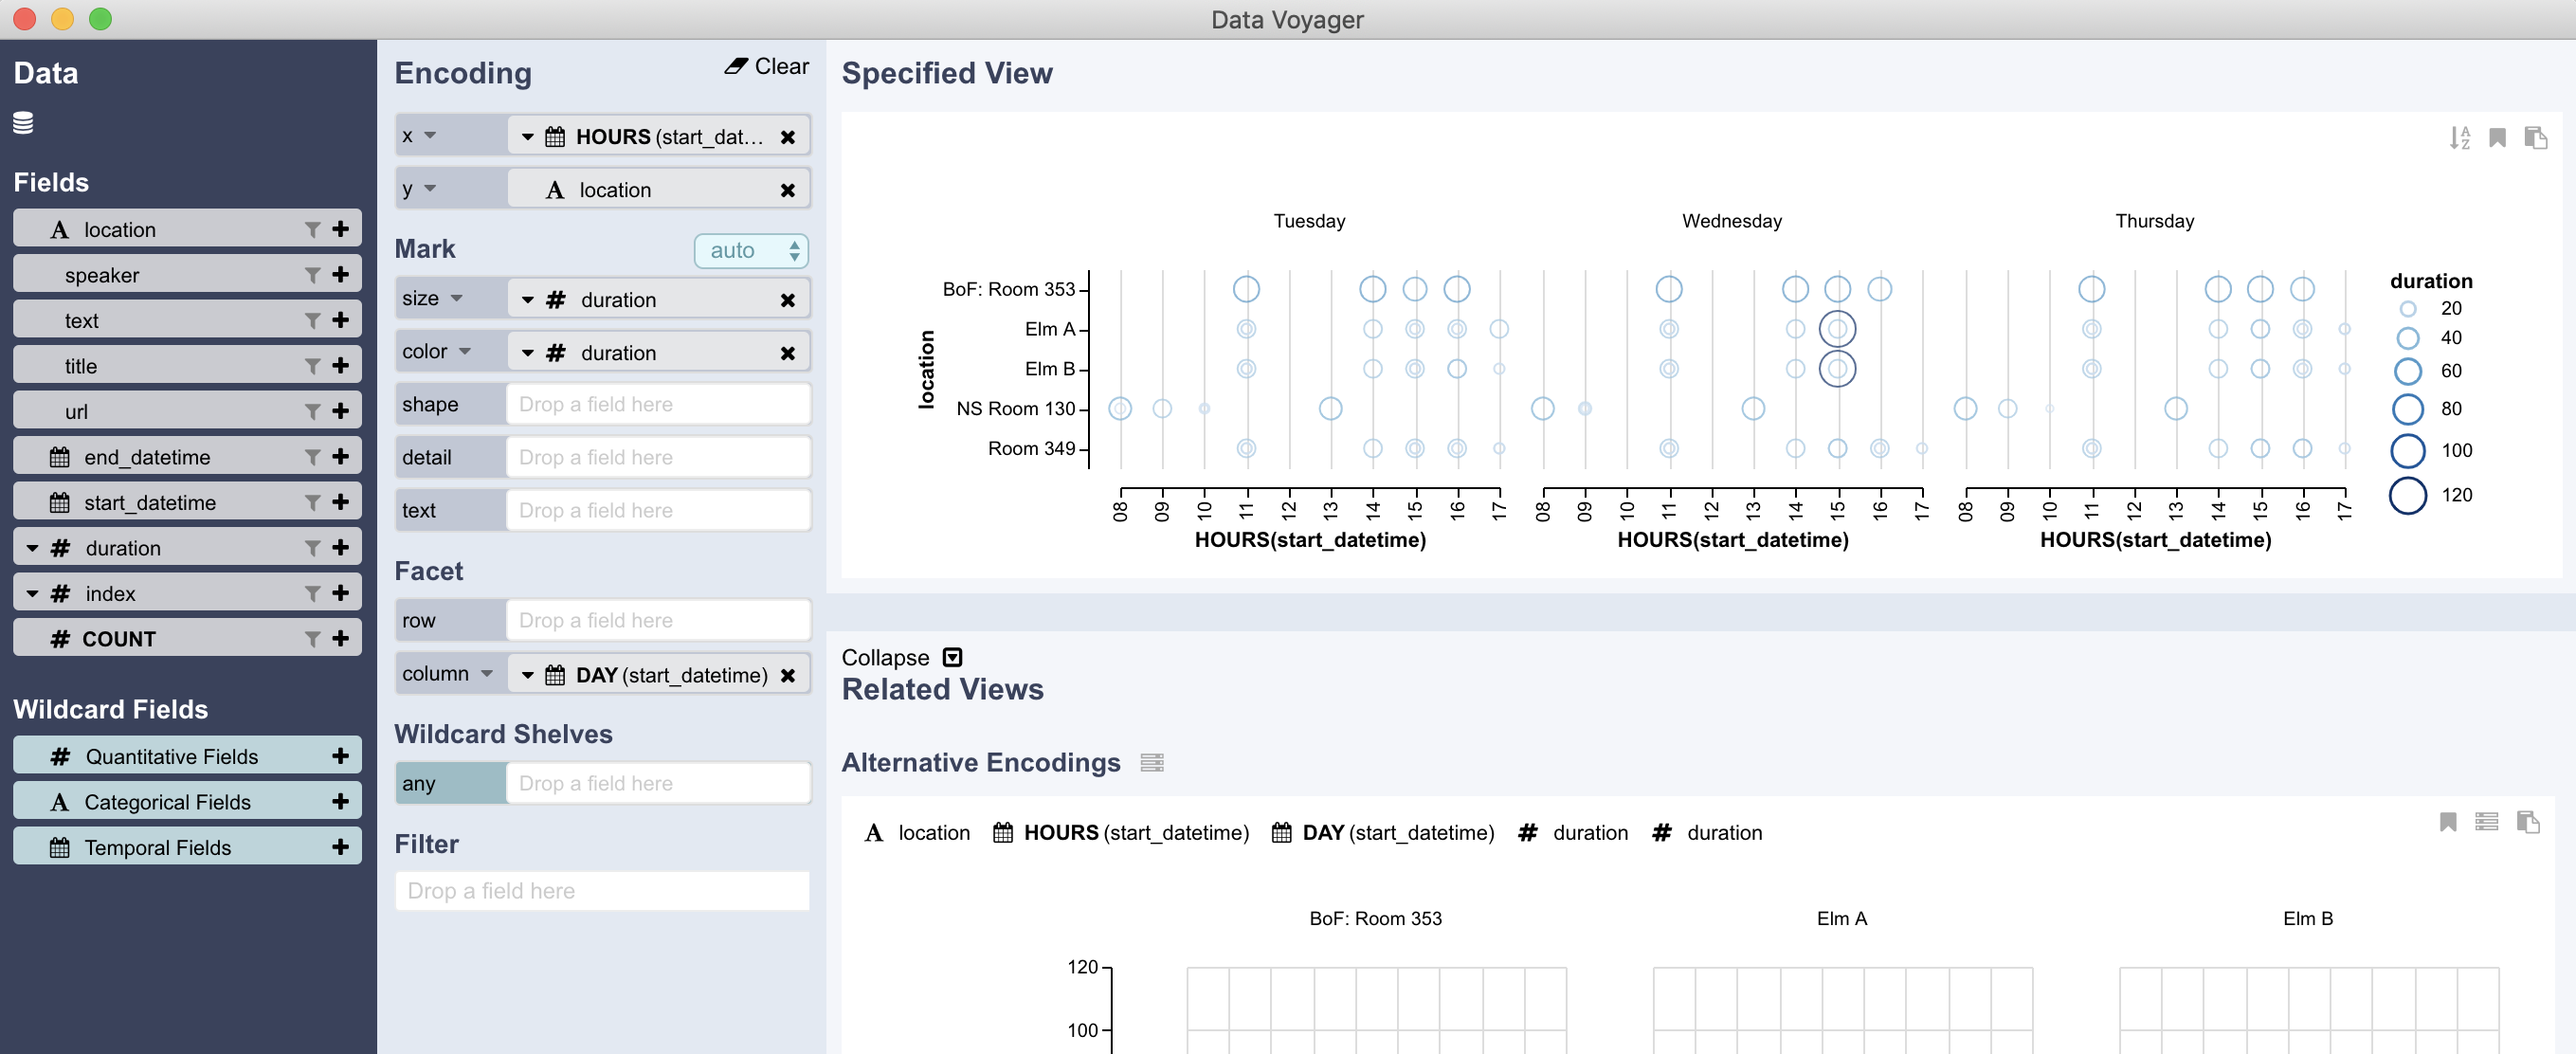 Data Voyager
Data
Fields
A location
speaker
text
title
url
end_datetime
start_datetime
# duration
# index
# COUNT
Wildcard Fields
# Quantitative Fields
A Categorical Fields
Temporal Fields
Encoding
Clear
x HOURS (start_dat...
y A location
Mark auto
size # duration
color # duration
shape Drop a field here
detail Drop a field here
text Drop a field here
Facet
row Drop a field here
column DAY (start_datetime)
Wildcard Shelves
any Drop a field here
Filter
Drop a field here
Specified View
Tuesday Wednesday Thursday
location
BoF: Room 353
Elm A
Elm B
NS Room 130
Room 349
08 09 10 11 12 13 14 15 16 17 08 09 10 11 12 13 14 15 16 17 08 09 10 11 12 13 14 15 16 17
HOURS(start_datetime) HOURS(start_datetime) HOURS(start_datetime)
duration
20
40
60
80
100
120
Collapse
Related Views
Alternative Encodings
A location HOURS (start_datetime) DAY (start_datetime) # duration # duration
BoF: Room 353 Elm A Elm B
120
100